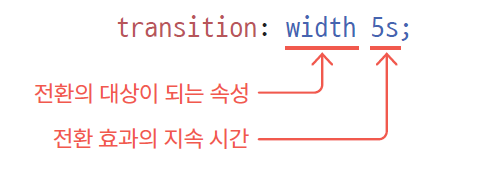 transition: width 5s;
전환의 대상이 되는 속성
전환 효과의 지속 시간